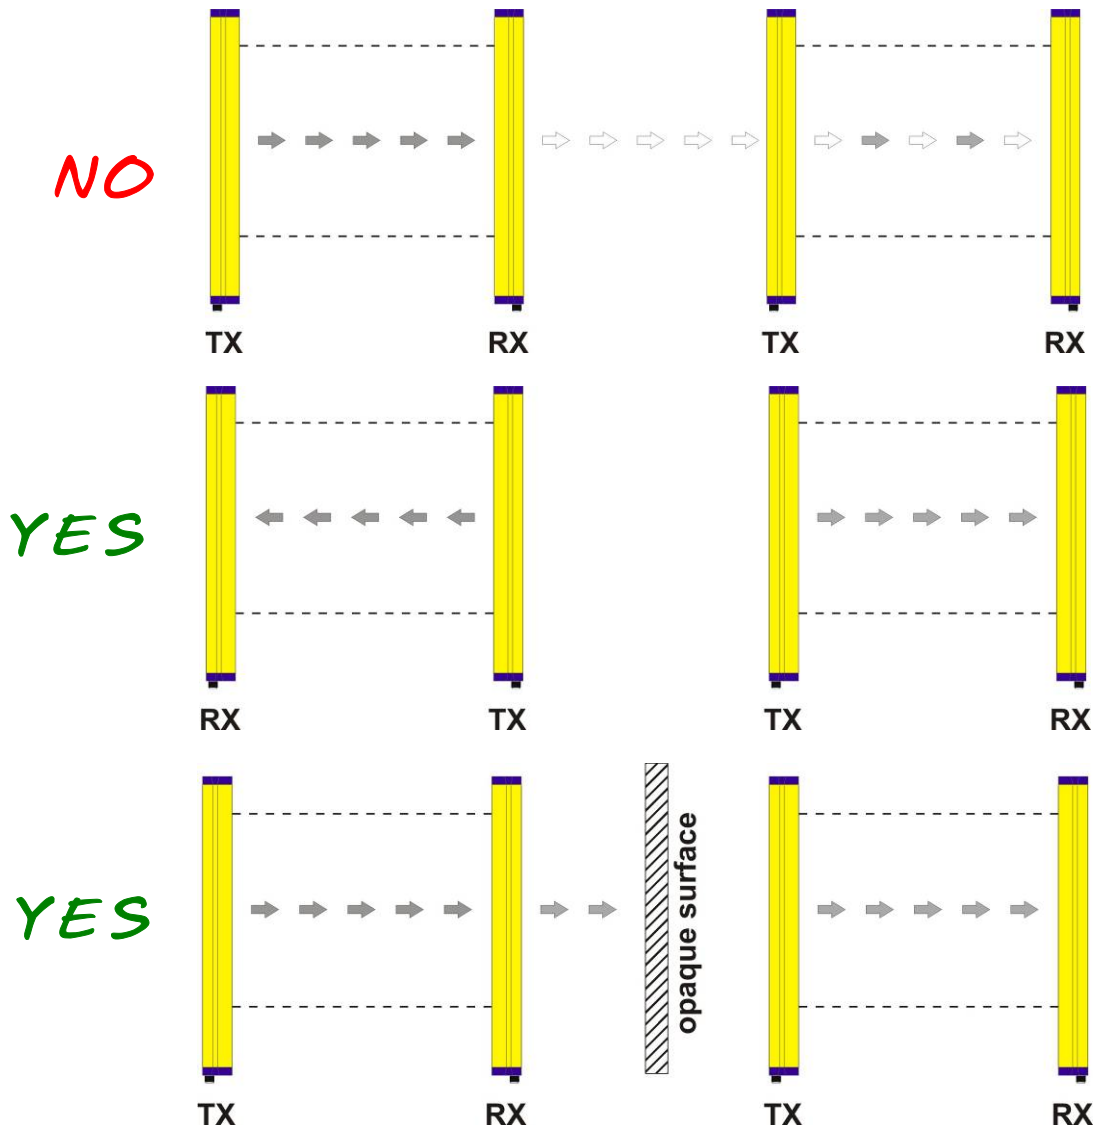 NO
TX RX TX RX
YES
RX TX TX RX
YES
opaque surface
TX RX TX RX